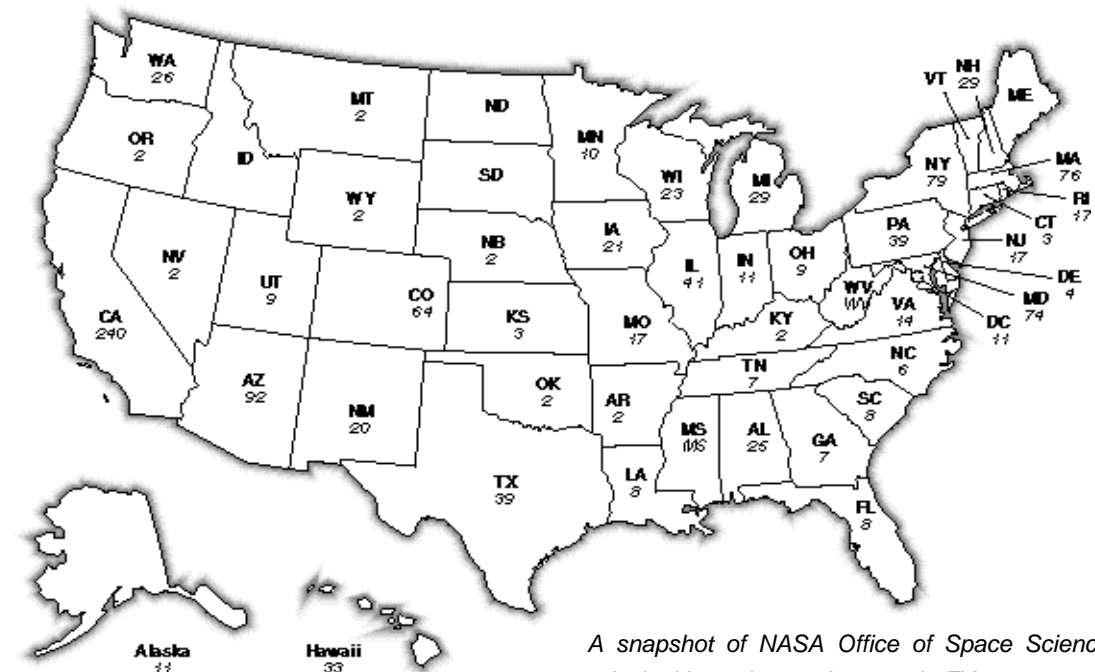 WA
26
MT
2
ND
MN
10
VT
NH
29
ME
OR
2
ID
SD
WI
23
MI
29
NY
79
MA
76
RI
17
CT
3
WY
2
NB
2
IA
21
PA
39
NJ
17
NV
2
UT
9
CO
64
KS
3
MO
17
IL
41
IN
11
OH
9
WV
WV
VA
14
DE
4
MD
74
DC
11
CA
240
KY
2
AZ
92
NM
20
OK
2
AR
2
TN
7
NC
6
SC
8
MS
MS
AL
25
GA
7
TX
39
LA
8
FL
8
Alaska
11
Hawaii
33
A snapshot of NASA Office of Space Scienc